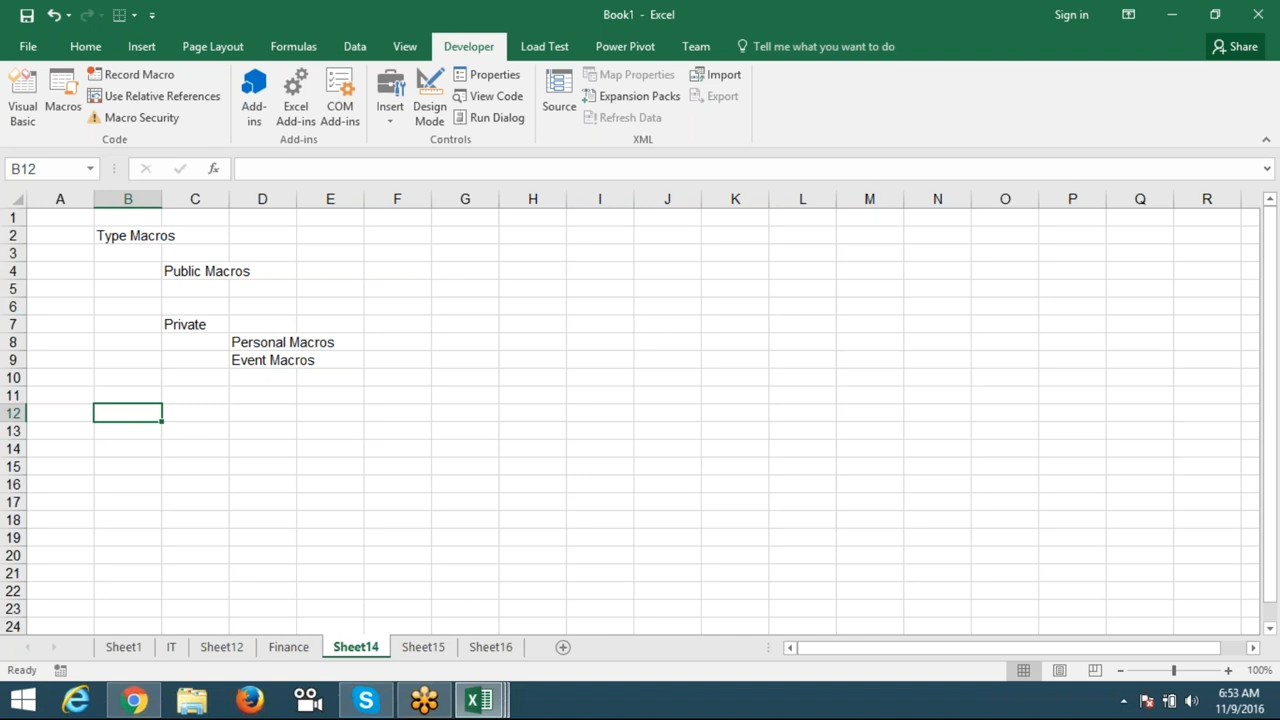 Book1 - Excel
Sign in
File Home Insert Page Layout Formulas Data View Developer Load Test Power Pivot Team Tell me what you want to do Share
Visual Basic
Macros
Record Macro
Use Relative References
Macro Security
Code
Add-ins
Excel Add-ins
COM Add-ins
Add-ins
Insert
Design Mode
Properties
View Code
Run Dialog
Controls
Source
Map Properties
Expansion Packs
Refresh Data
Import
Export
XML
B12
fx
A B C D E F G H I J K L M N O P Q R
1
2 Type Macros
3
4 Public Macros
5
6
7 Private
8 Personal Macros
9 Event Macros
10
11
12
13
14
15
16
17
18
19
20
21
22
23
24
Sheet1 IT Sheet12 Finance Sheet14 Sheet15 Sheet16
Ready
100%
6:53 AM
11/9/2016